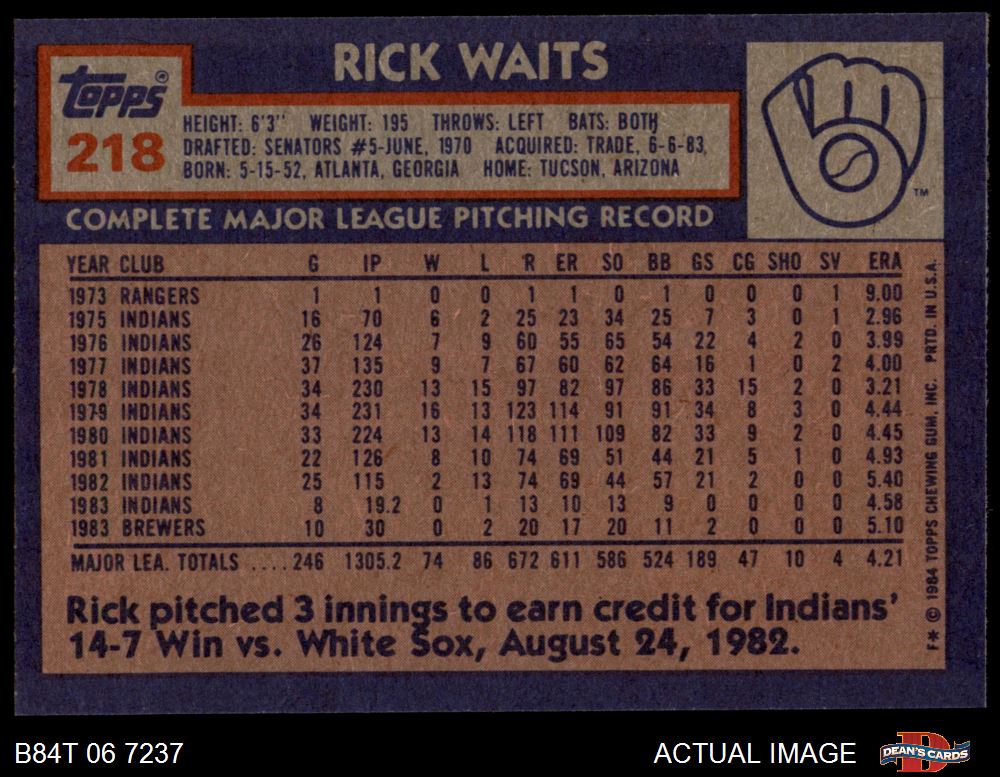 RICK WAITS
Topps®
218
HEIGHT: 6'3" WEIGHT: 195 THROWS: LEFT BATS: BOTH
DRAFTED: SENATORS #5-JUNE, 1970 ACQUIRED: TRADE, 6-6-83,
BORN: 5-15-52, ATLANTA, GEORGIA HOME: TUCSON, ARIZONA
TM
COMPLETE MAJOR LEAGUE PITCHING RECORD
YEAR CLUB G IP W L R ER SO BB GS CG SHO SV ERA
1973 RANGERS 1 1 0 0 1 1 0 1 0 0 0 1 9.00
1975 INDIANS 16 70 6 2 25 23 34 25 7 3 0 1 2.96
1976 INDIANS 26 124 7 9 60 55 65 54 22 4 2 0 3.99
1977 INDIANS 37 135 9 7 67 60 62 64 16 1 0 2 4.00
1978 INDIANS 34 230 13 15 97 82 97 86 33 15 2 0 3.21
1979 INDIANS 34 231 16 13 123 114 91 91 34 8 3 0 4.44
1980 INDIANS 33 224 13 14 118 111 109 82 33 9 2 0 4.45
1981 INDIANS 22 126 8 10 74 69 51 44 21 5 1 0 4.93
1982 INDIANS 25 115 2 13 74 69 44 57 21 2 0 0 5.40
1983 INDIANS 8 19.2 0 1 13 10 13 9 0 0 0 0 4.58
1983 BREWERS 10 30 0 2 20 17 20 11 2 0 0 0 5.10
MAJOR LEA. TOTALS ....246 1305.2 74 86 672 611 586 524 189 47 10 4 4.21
Rick pitched 3 innings to earn credit for Indians'
14-7 Win vs. White Sox, August 24, 1982.
F* © 1984 TOPPS CHEWING GUM, INC. PRTD. IN U.S.A.
B84T 06 7237
ACTUAL IMAGE
DEAN'S CARDS